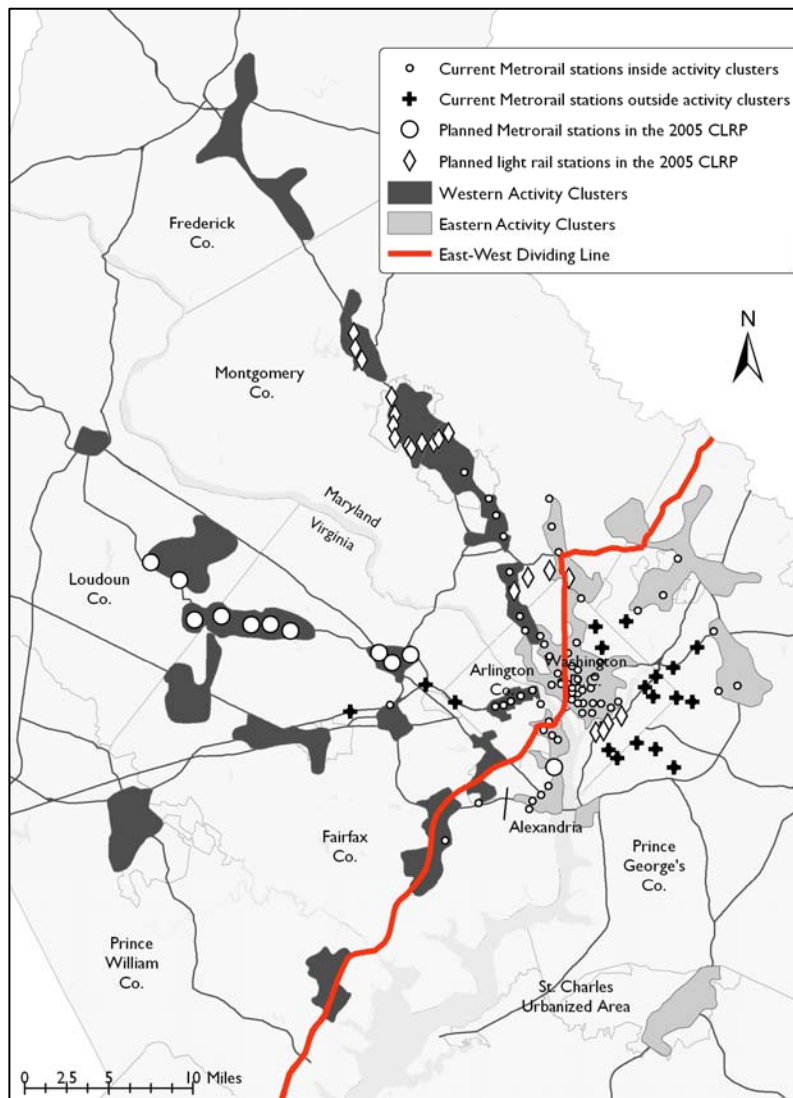 Current Metrorail stations inside activity clusters
Current Metrorail stations outside activity clusters
Planned Metrorail stations in the 2005 CLRP
Planned light rail stations in the 2005 CLRP
Western Activity Clusters
Eastern Activity Clusters
East-West Dividing Line
Frederick
Co.
N
Montgomery
Co.
Maryland
Virginia
Loudoun
Co.
Arlington
Co.
Washington
Fairfax
Co.
Alexandria
Prince
George's
Co.
Prince
William
Co.
St. Charles
Urbanized Area
0 2.5 5 10 Miles